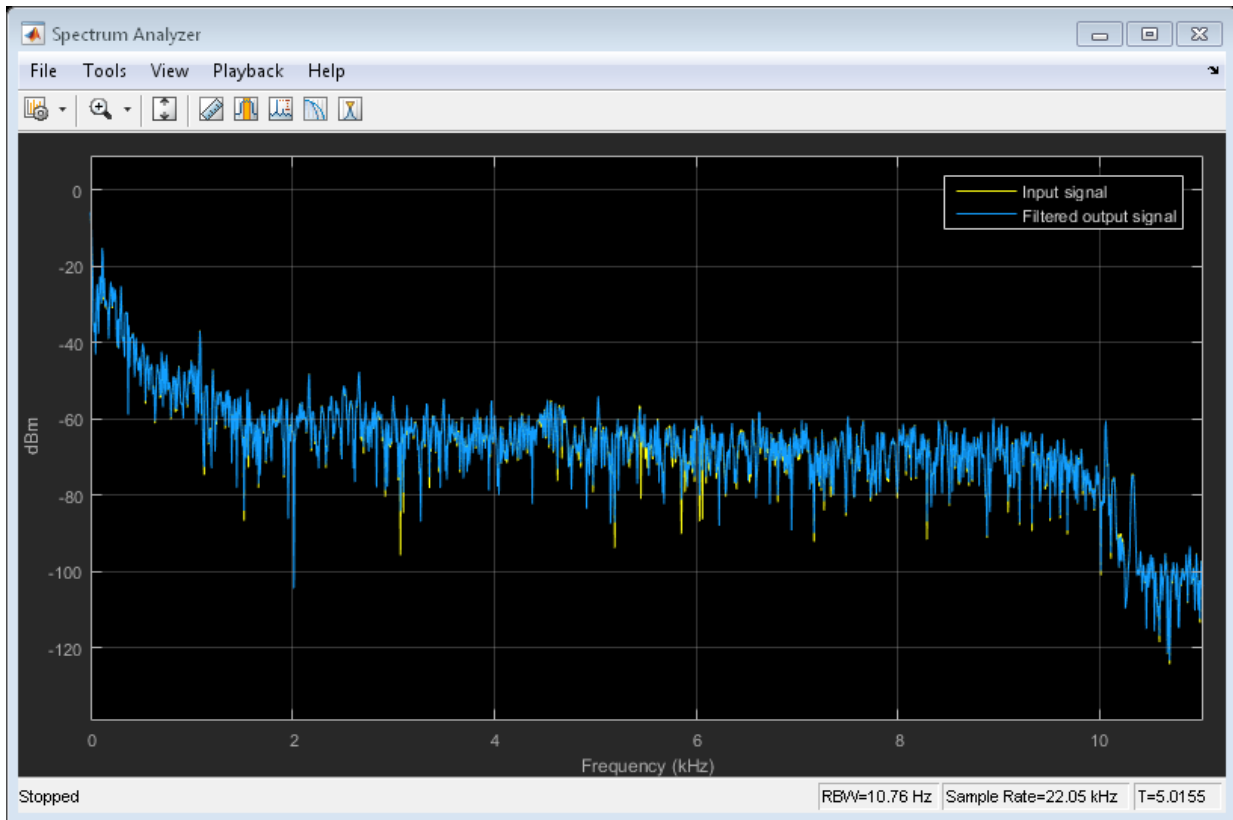 Spectrum Analyzer
File Tools View Playback Help
Input signal
Filtered output signal
0
-20
-40
-60
-80
-100
-120
dBm
0 2 4 6 8 10
Frequency (kHz)
Stopped RBW=10.76 Hz Sample Rate=22.05 kHz T=5.0155